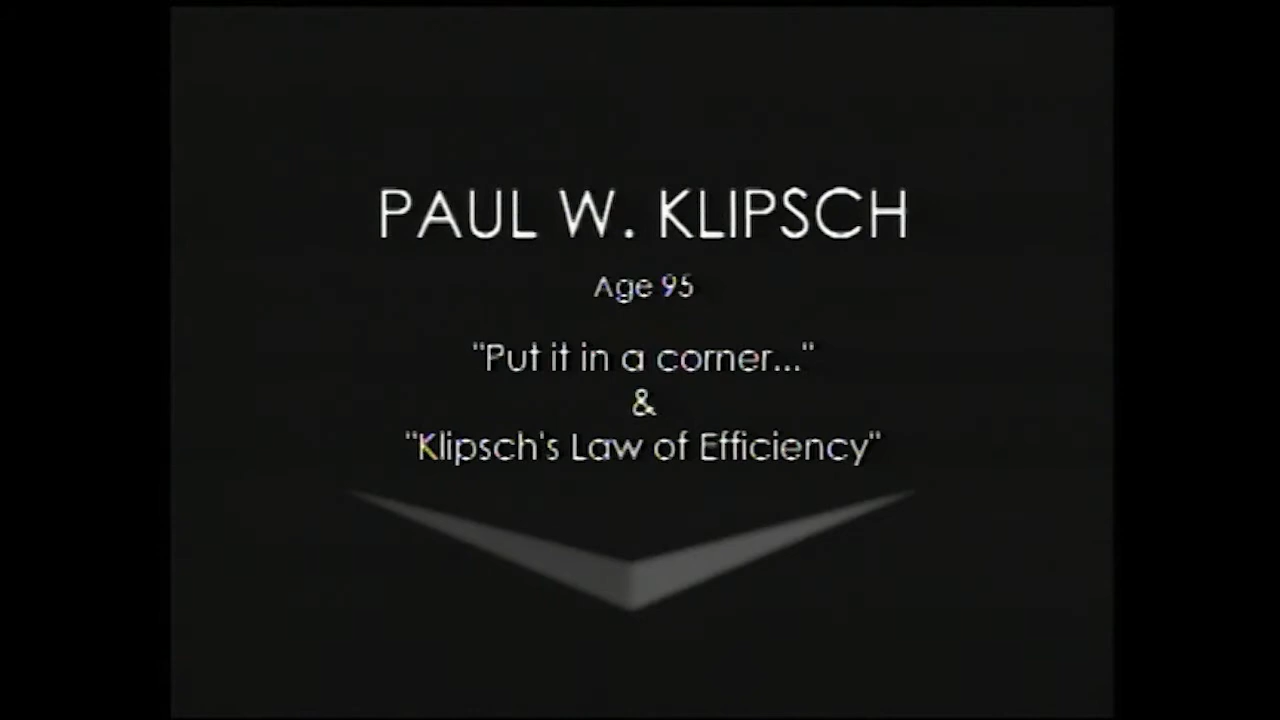 PAUL W. KLIPSCH
Age 95
"Put it in a corner..."
&
"Klipsch's Law of Efficiency"